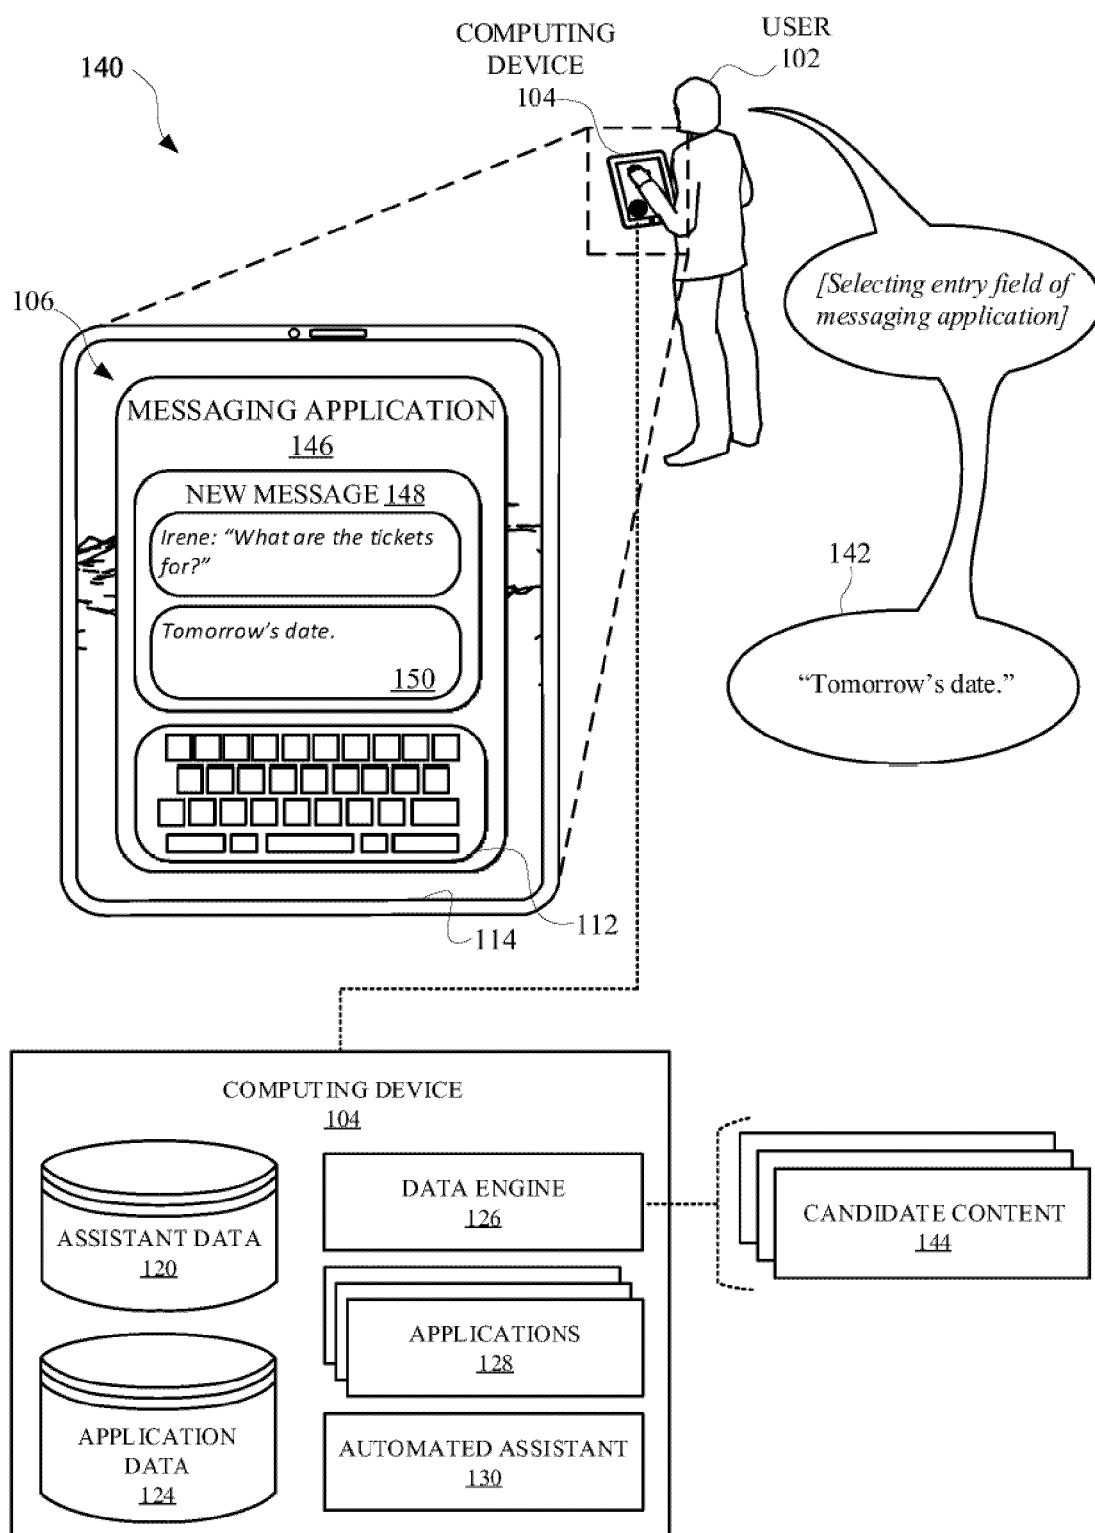 140
COMPUTING
DEVICE
104
USER
102
[Selecting entry field of
messaging application]
106
MESSAGING APPLICATION
146
NEW MESSAGE 148
Irene: “What are the tickets
for?”
Tomorrow’s date.
150
142
“Tomorrow’s date.”
112
114
COMPUTING DEVICE
104
ASSISTANT DATA
120
DATA ENGINE
126
CANDIDATE CONTENT
144
APPLICATIONS
128
APPLICATION
DATA
124
AUTOMATED ASSISTANT
130